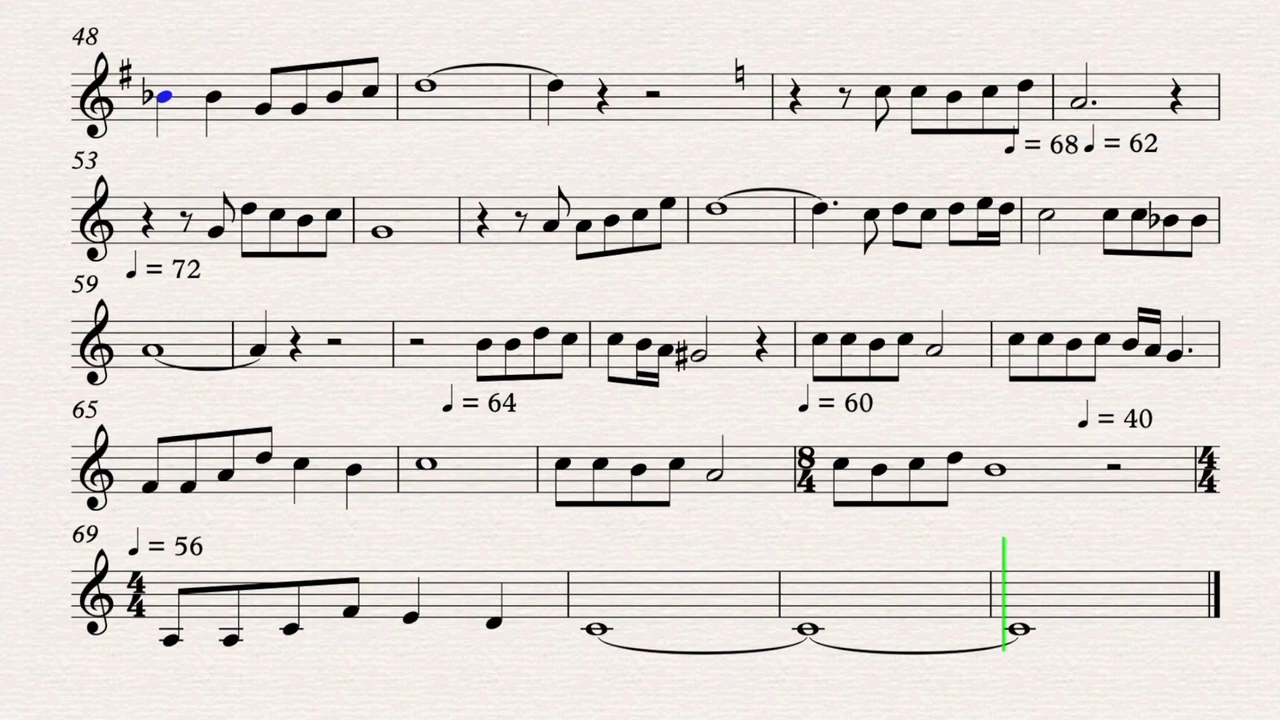 48
♩ = 68 ♩ = 62
53
♩ = 72
59
♩ = 64 ♩ = 60 ♩ = 40
65
8
4
4
4
69 ♩ = 56
4
4